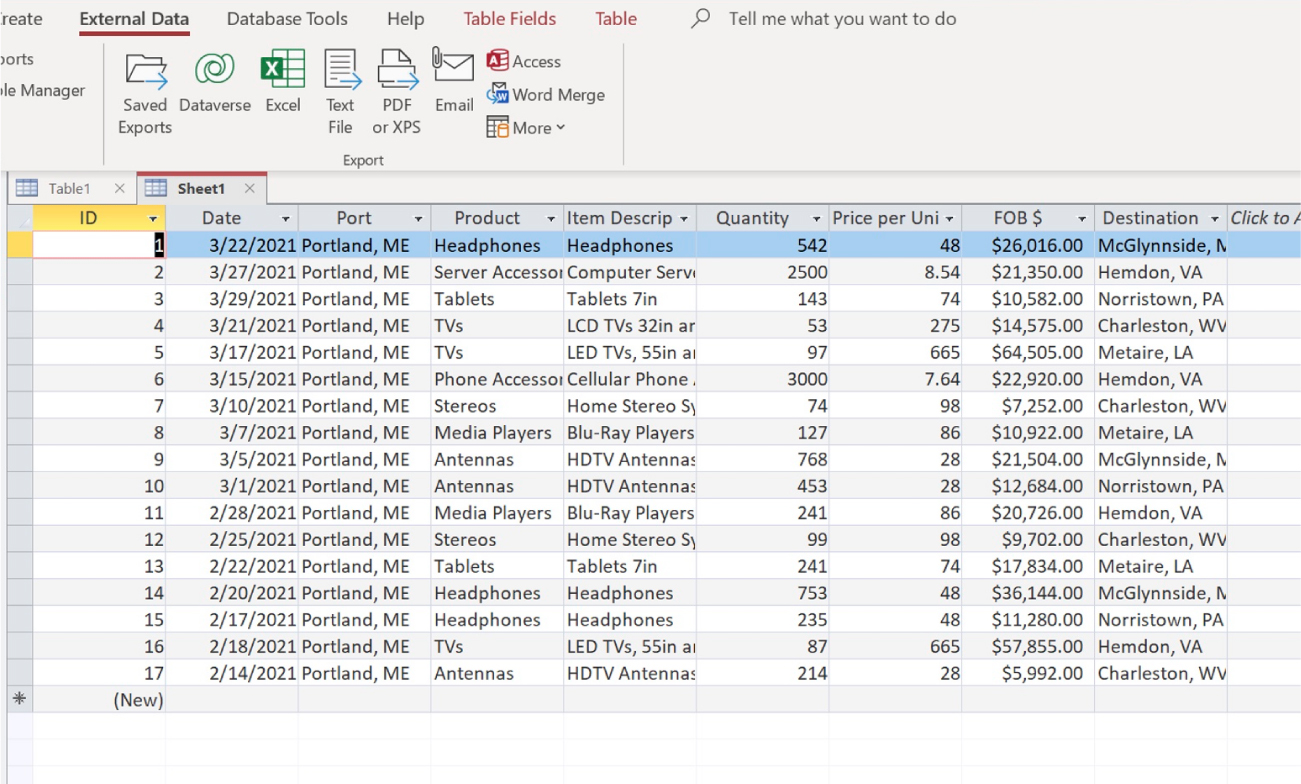 External Data Database Tools Help Table Fields Table Tell me what you want to do
Manager
Saved Exports
Dataverse
Excel
Text File
PDF or XPS
Email
Access
Word Merge
More
Export
Table1 Sheet1
ID Date Port Product Item Descrip Quantity Price per Uni FOB $ Destination Click to A
1 3/22/2021 Portland, ME Headphones Headphones 542 48 $26,016.00 McGlynnside,
2 3/27/2021 Portland, ME Server Accessor Computer Serv 2500 8.54 $21,350.00 Hemdon, VA
3 3/29/2021 Portland, ME Tablets Tablets 7in 143 74 $10,582.00 Norristown, PA
4 3/21/2021 Portland, ME TVs LCD TVs 32in ar 53 275 $14,575.00 Charleston, WV
5 3/17/2021 Portland, ME TVs LED TVs, 55in a 97 665 $64,505.00 Metaire, LA
6 3/15/2021 Portland, ME Phone Accessor Cellular Phone 3000 7.64 $22,920.00 Hemdon, VA
7 3/10/2021 Portland, ME Stereos Home Stereo Sy 74 98 $7,252.00 Charleston, WV
8 3/7/2021 Portland, ME Media Players Blu-Ray Players 127 86 $10,922.00 Metaire, LA
9 3/5/2021 Portland, ME Antennas HDTV Antennas 768 28 $21,504.00 McGlynnside,
10 3/1/2021 Portland, ME Antennas HDTV Antennas 453 28 $12,684.00 Norristown, PA
11 2/28/2021 Portland, ME Media Players Blu-Ray Players 241 86 $20,726.00 Hemdon, VA
12 2/25/2021 Portland, ME Stereos Home Stereo Sy 99 98 $9,702.00 Charleston, WV
13 2/22/2021 Portland, ME Tablets Tablets 7in 241 74 $17,834.00 Metaire, LA
14 2/20/2021 Portland, ME Headphones Headphones 753 48 $36,144.00 McGlynnside,
15 2/17/2021 Portland, ME Headphones Headphones 235 48 $11,280.00 Norristown, PA
16 2/18/2021 Portland, ME TVs LED TVs, 55in a 87 665 $57,855.00 Hemdon, VA
17 2/14/2021 Portland, ME Antennas HDTV Antennas 214 28 $5,992.00 Charleston, WV
(New)